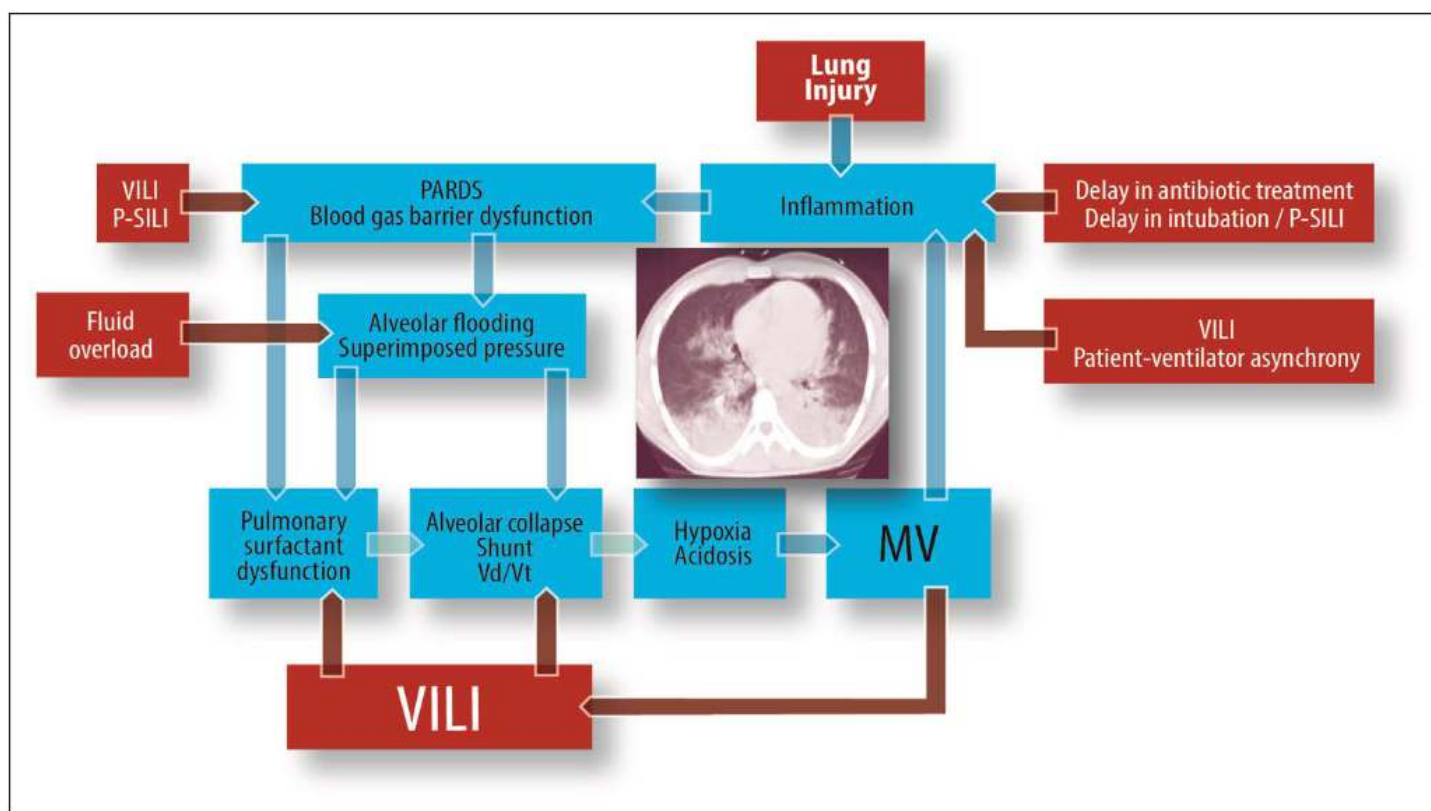 Lung
Injury
VILI
P-SILI
PARDS
Blood gas barrier dysfunction
Inflammation
Delay in antibiotic treatment
Delay in intubation / P-SILI
Fluid
overload
Alveolar flooding
Superimposed pressure
VILI
Patient-ventilator asynchrony
Pulmonary
surfactant
dysfunction
Alveolar collapse
Shunt
Vd/Vt
Hypoxia
Acidosis
MV
VILI